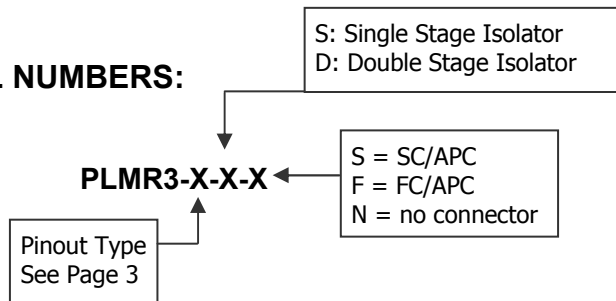 S: Single Stage Isolator
D: Double Stage Isolator
NUMBERS:
PLMR3-X-X-X
S = SC/APC
F = FC/APC
N = no connector
Pinout Type
See Page 3